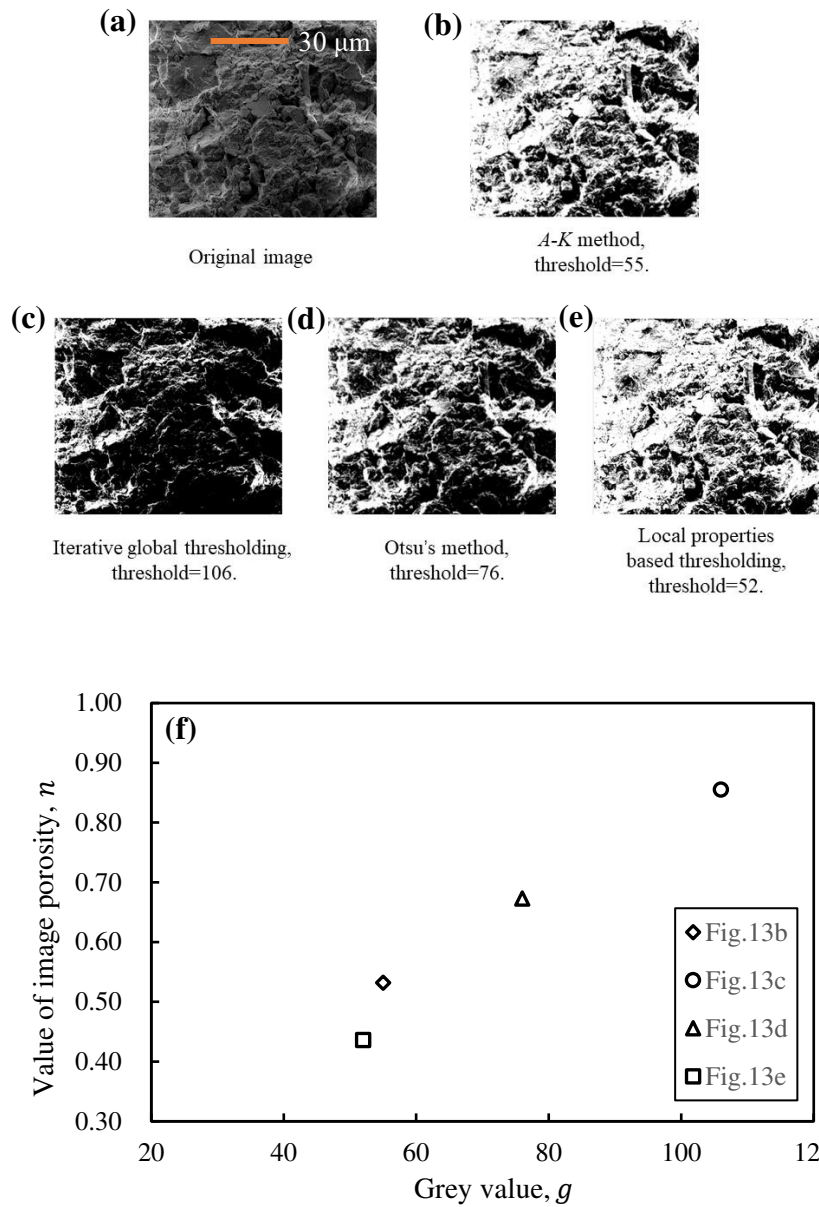 (a)
30 μm
(b)
Original image
A-K method,
threshold=55.
(c)
(d)
(e)
Iterative global thresholding,
threshold=106.
Otsu's method,
threshold=76.
Local properties
based thresholding,
threshold=52.
(f)
Value of image porosity, n
1.00
0.90
0.80
0.70
0.60
0.50
0.40
0.30
20
40
60
80
100
12
Grey value, g
Fig.13b
Fig.13c
Fig.13d
Fig.13e